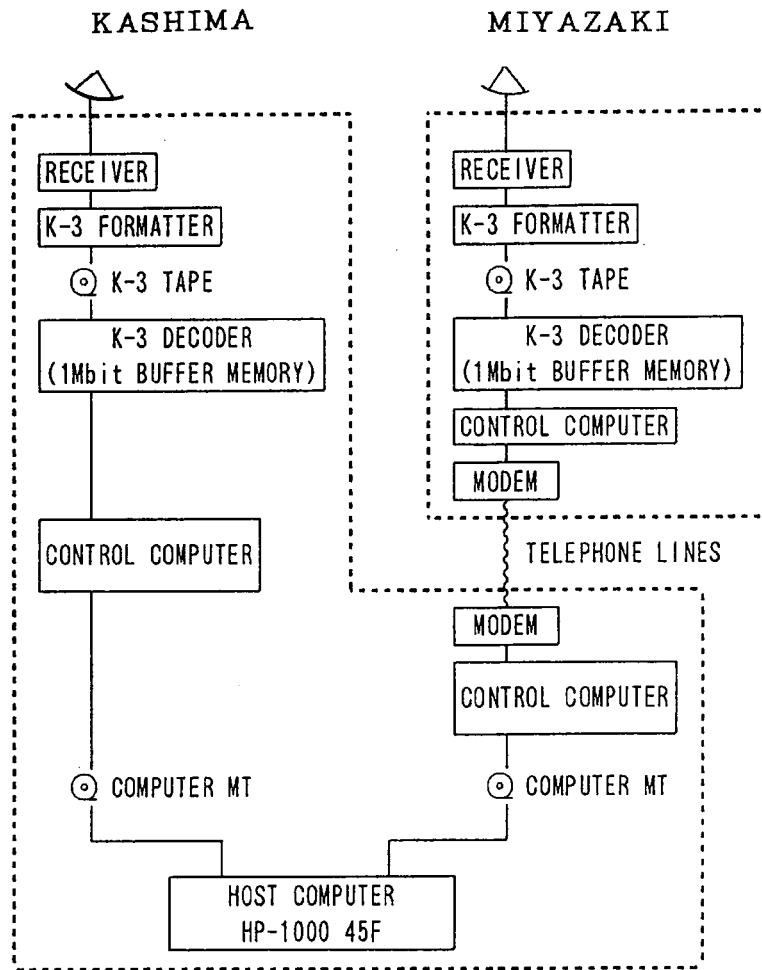 KASHIMA
RECEIVER
K-3 FORMATTER
K-3 TAPE
K-3 DECODER
(1Mbit BUFFER MEMORY)
CONTROL COMPUTER
COMPUTER MT
MIYAZAKI
RECEIVER
K-3 FORMATTER
K-3 TAPE
K-3 DECODER
(1Mbit BUFFER MEMORY)
CONTROL COMPUTER
MODEM
TELEPHONE LINES
MODEM
CONTROL COMPUTER
COMPUTER MT
HOST COMPUTER
HP-1000 45F